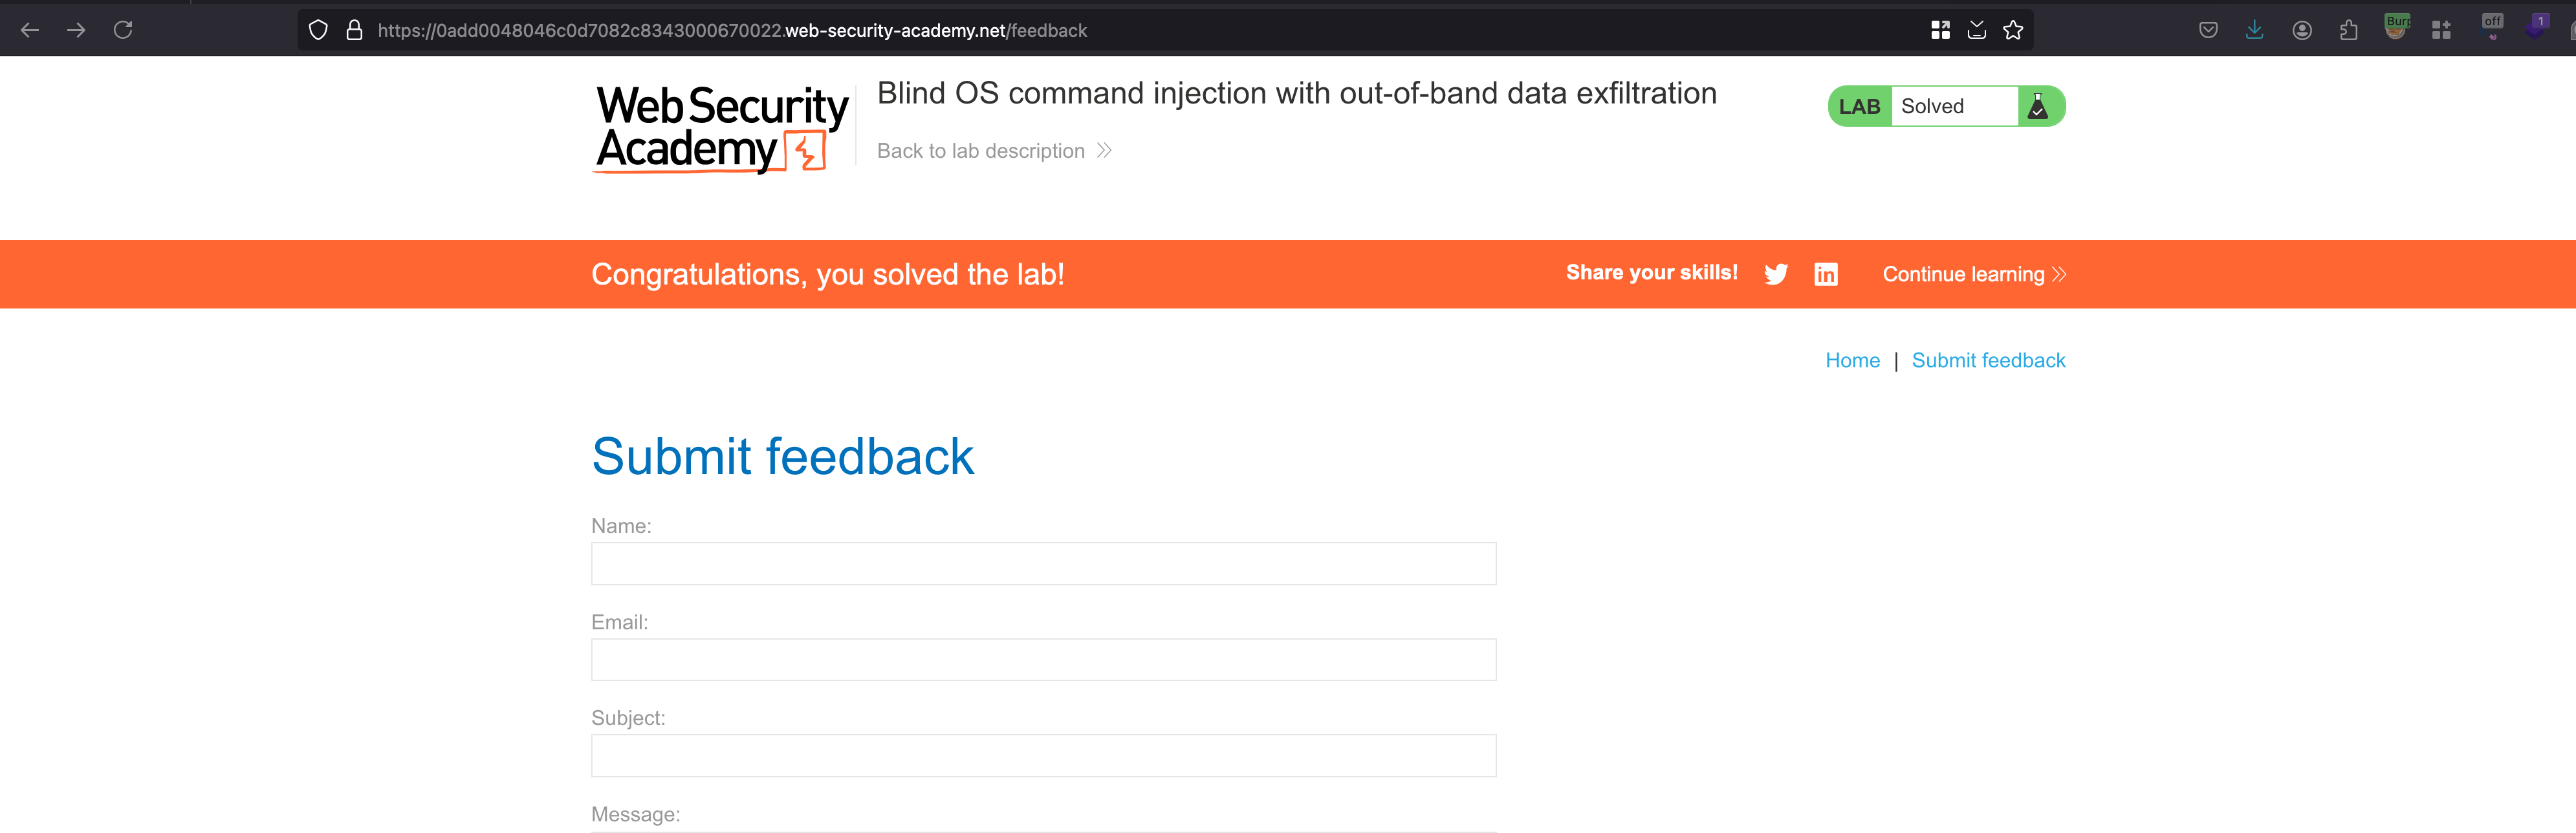 https://0add0048046c0d7082c8343000670022.web-security-academy.net/feedback
Burp
off
1
Web Security
Academy
Blind OS command injection with out-of-band data exfiltration
Back to lab description
LAB Solved
Congratulations, you solved the lab!
Share your skills!
in
Continue learning
Home | Submit feedback
Submit feedback
Name:
Email:
Subject:
Message: